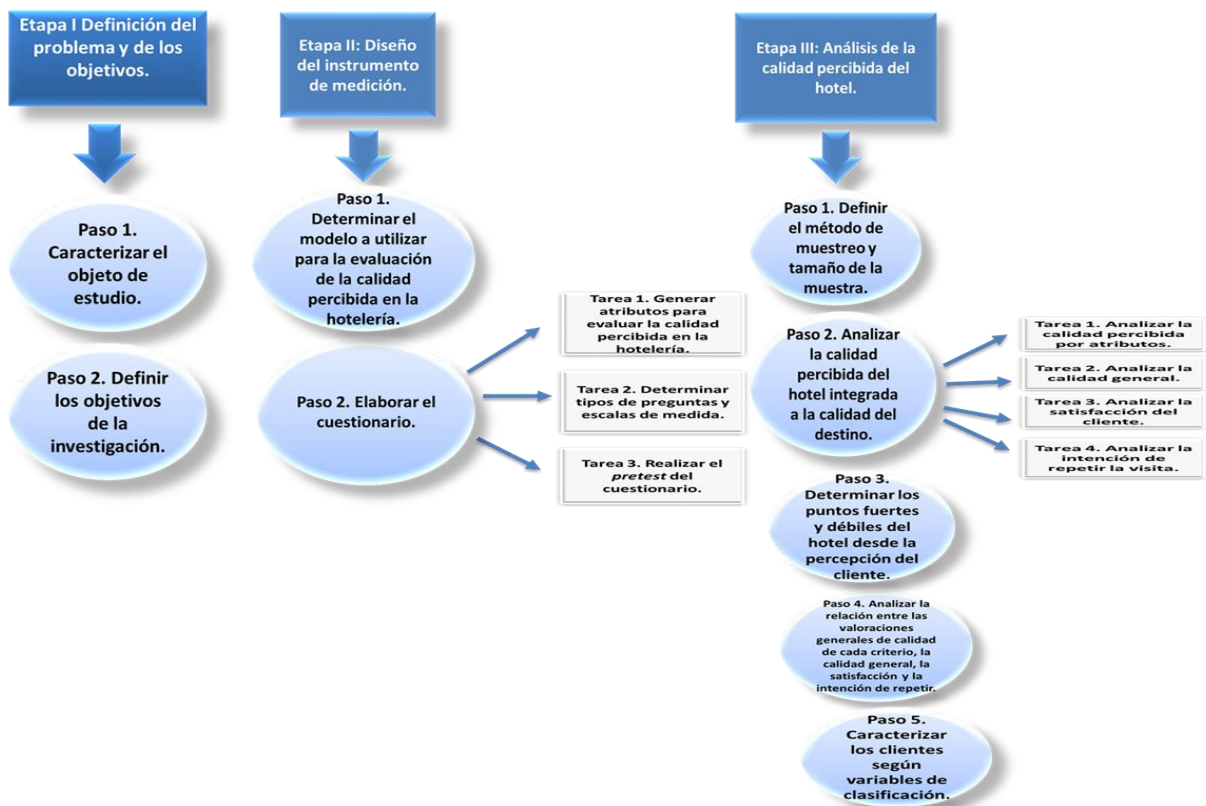 Etapa I Definición del
problema y de los
objetivos.
Paso 1.
Caracterizar el
objeto de
estudio.
Paso 2. Definir
los objetivos
de la
investigación.
Etapa II: Diseño
del instrumento
de medición.
Paso 1.
Determinar el
modelo a utilizar
para la evaluación
de la calidad
percibida en la
hotelería.
Paso 2. Elaborar el
cuestionario.
Tarea 1. Generar
atributos para
evaluar la calidad
percibida en la
hotelería.
Tarea 2. Determinar
tipos de preguntas y
escalas de medida.
Tarea 3. Realizar el
pretest del
cuestionario.
Etapa III: Análisis de la
calidad percibida del
hotel.
Paso 1. Definir
el método de
muestreo y
tamaño de la
muestra.
Paso 2. Analizar
la calidad
percibida del
hotel integrada
a la calidad del
destino.
Tarea 1. Analizar la
calidad percibida
por atributos.
Tarea 2. Analizar la
calidad general.
Tarea 3. Analizar la
satisfacción del
cliente.
Tarea 4. Analizar la
intención de
repetir la visita.
Paso 3.
Determinar los
puntos fuertes
y débiles del
hotel desde la
percepción del
cliente.
Paso 4. Analizar la
relación entre las
valoraciones
generales de calidad
de cada criterio, la
calidad general, la
satisfacción y la
intención de repetir.
Paso 5.
Caracterizar
los clientes
según
variables de
clasificación.